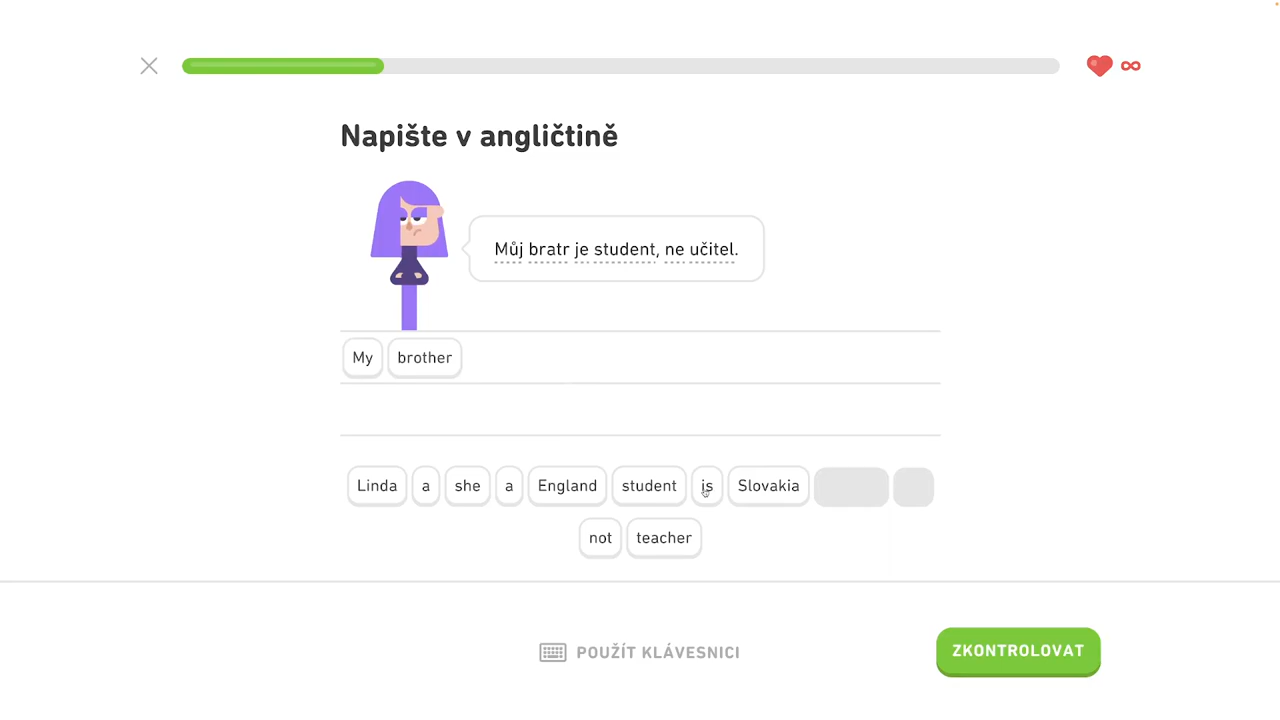 Napište v angličtině
Můj bratr je student, ne učitel.
My brother
Linda a she a England student is Slovakia
not teacher
POUŽÍT KLÁVESNICI
ZKONTROLOVAT